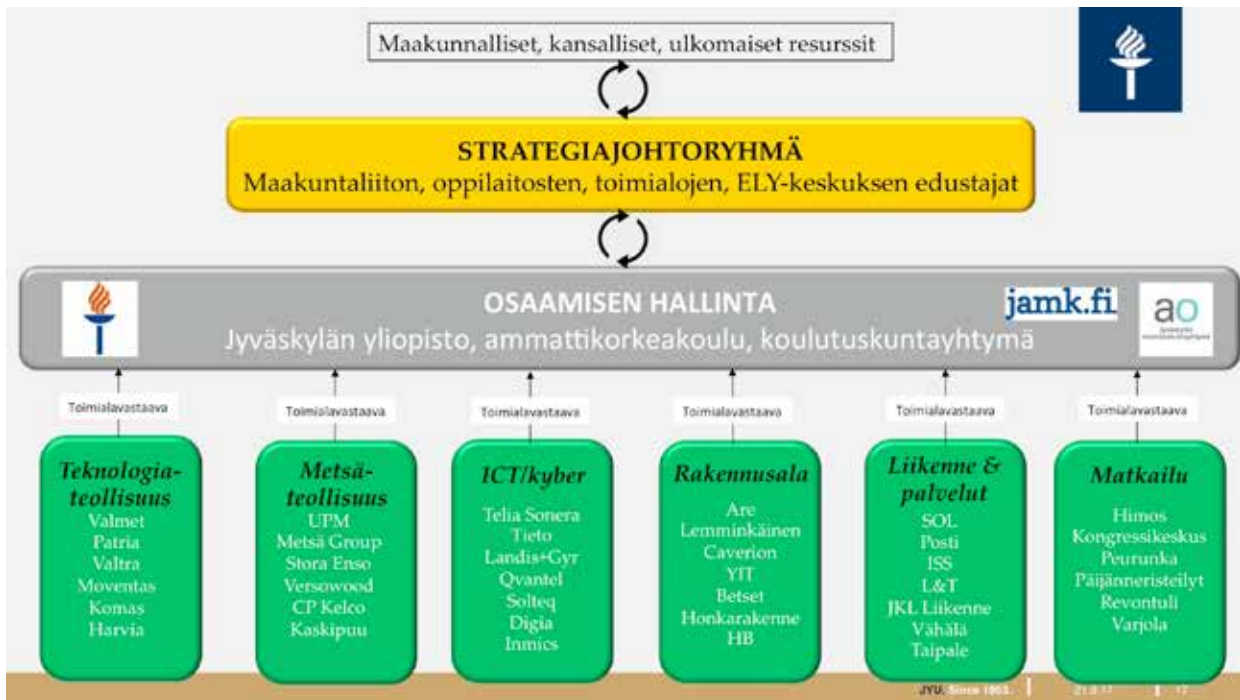 Maakunnalliset, kansalliset, ulkomaiset resurssit
STRATEGIAJOHTORYHMÄ
Maakuntaliiton, oppilaitosten, toimialojen, ELY-keskuksen edustajat
OSAAMISEN HALLINTA
Jyväskylän yliopisto, ammattikorkeakoulu, koulutuskuntayhtymä
jamk.fi
ao
Toimialavastaava
Toimialavastaava
Toimialavastaava
Toimialavastaava
Toimialavastaava
Toimialavastaava
Teknologia-
teollisuus
Valmet
Patria
Valtra
Moventas
Komas
Harvia
Metsä-
teollisuus
UPM
Metsä Group
Stora Enso
Versowood
CP Kelco
Kaskipuu
ICT/kyber
Telia Sonera
Tieto
Landis+Gyr
Qvantel
Solteq
Digia
Inmics
Rakennusala
Are
Lemminkäinen
Caverion
YIT
Betset
Honkarakenne
HB
Liikenne &
palvelut
SOL
Posti
ISS
L&T
JKL Liikenne
Vähälä
Taipale
Matkailu
Himos
Kongressikeskus
Peurunka
Päijänneristeilyt
Revontuli
Varjola
JYU. Since 1863.
21.9.17